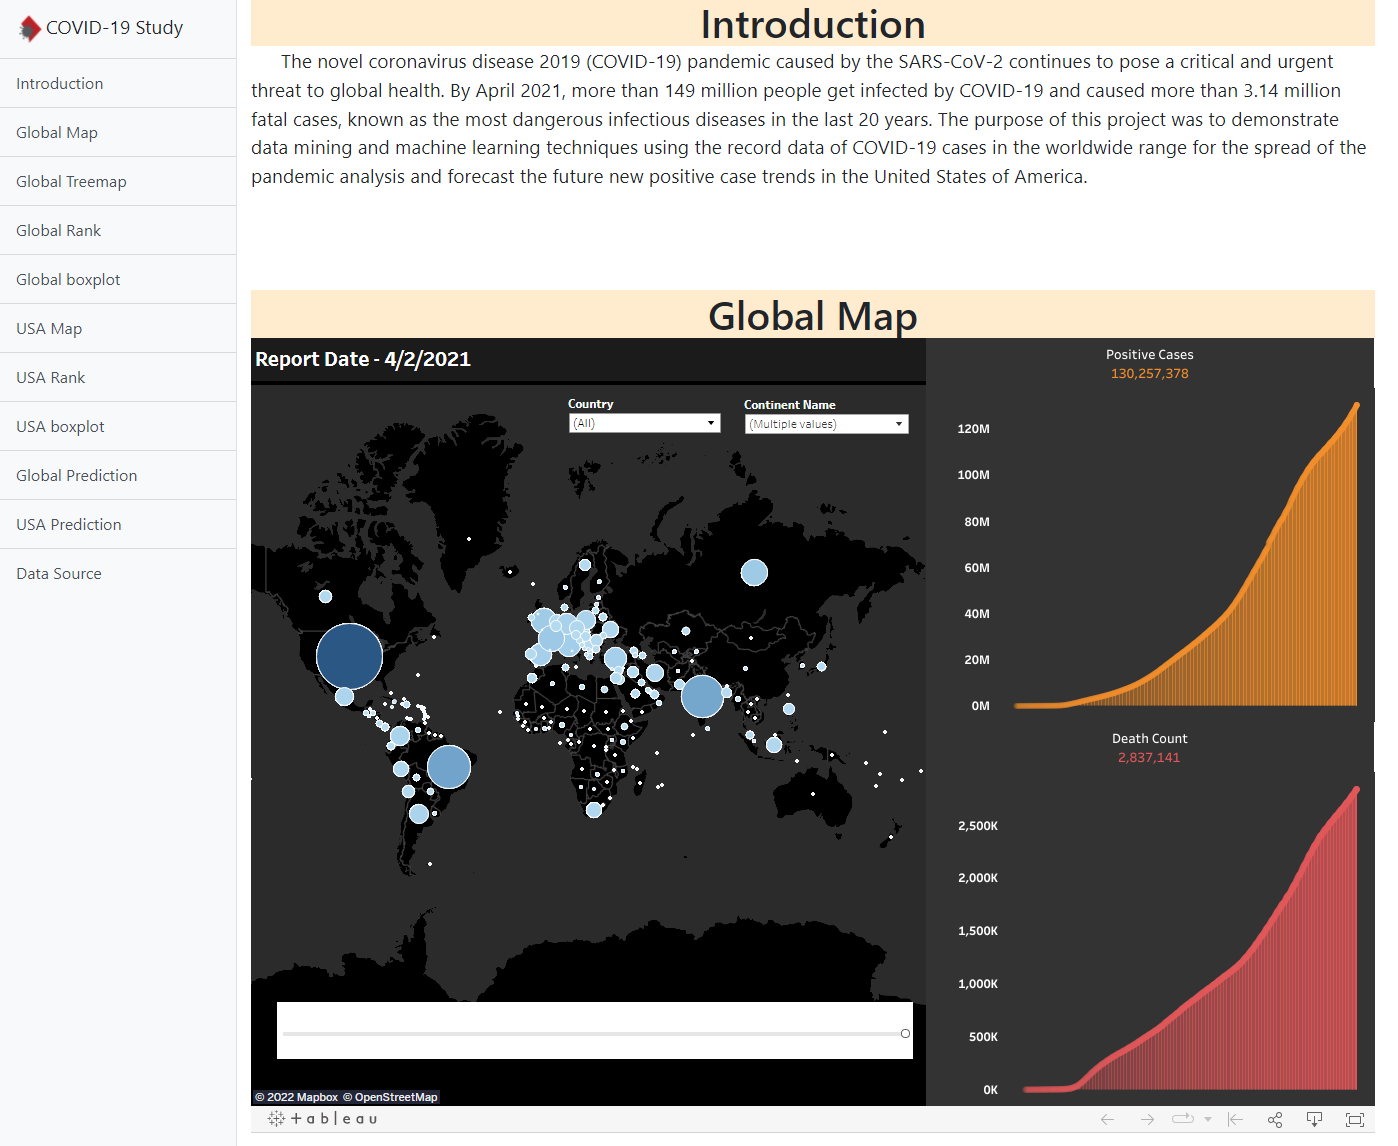 COVID-19 Study
Introduction
Global Map
Global Treemap
Global Rank
Global boxplot
USA Map
USA Rank
USA boxplot
Global Prediction
USA Prediction
Data Source
Introduction
The novel coronavirus disease 2019 (COVID-19) pandemic caused by the SARS-CoV-2 continues to pose a critical and urgent
threat to global health. By April 2021, more than 149 million people get infected by COVID-19 and caused more than 3.14 million
fatal cases, known as the most dangerous infectious diseases in the last 20 years. The purpose of this project was to demonstrate
data mining and machine learning techniques using the record data of COVID-19 cases in the worldwide range for the spread of the
pandemic analysis and forecast the future new positive case trends in the United States of America.
Global Map
Report Date - 4/2/2021
Country
(All)
Continent Name
(Multiple values)
© 2022 Mapbox © OpenStreetMap
Positive Cases
130,257,378
120M
100M
80M
60M
40M
20M
0M
Death Count
2,837,141
2,500K
2,000K
1,500K
1,000K
500K
0K
+ableau